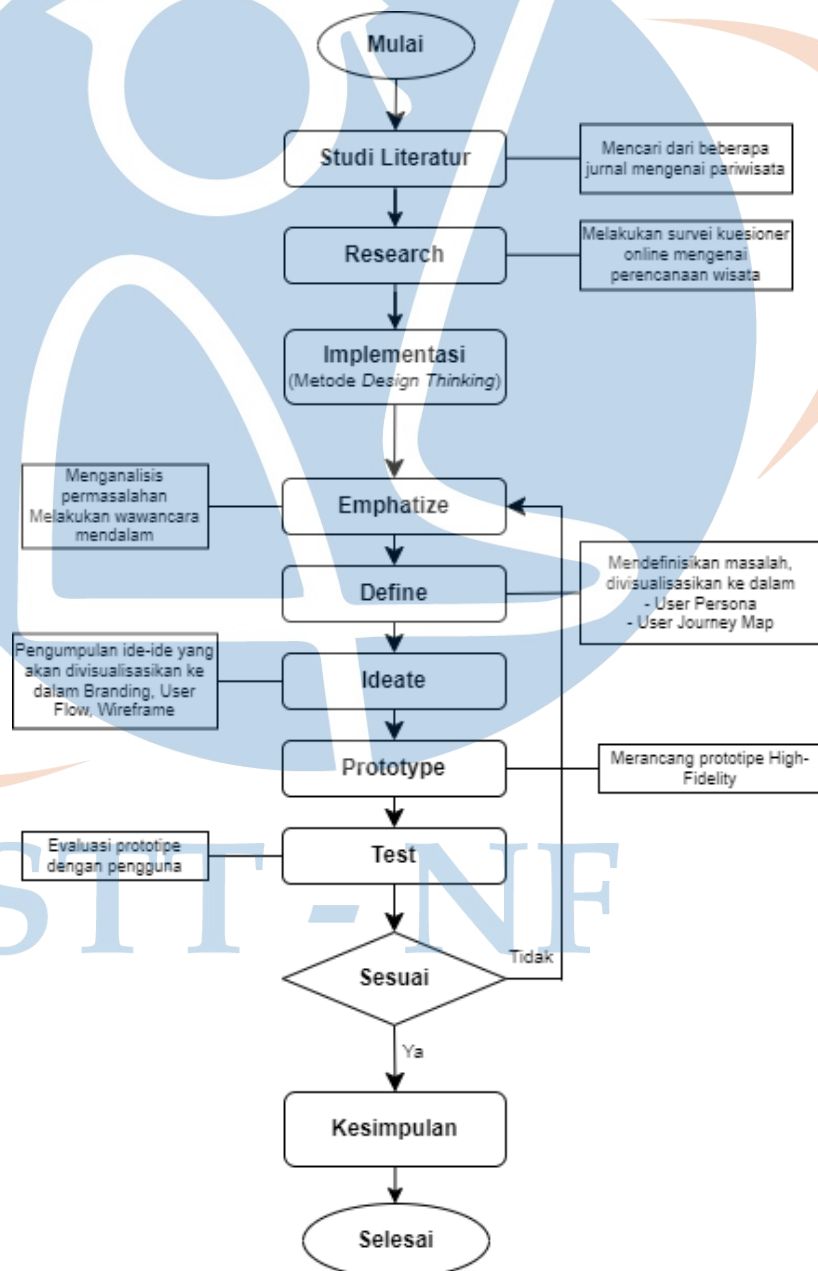 Mulai
Studi Literatur
Mencari dari beberapa
jurnal mengenai pariwisata
Research
Melakukan survei kuesioner
online mengenai
perencanaan wisata
Implementasi
(Metode Design Thinking)
Menganalisis
permasalahan
Melakukan wawancara
mendalam
Emphatize
Define
Mendefinisikan masalah,
divisualisasikan ke dalam
- User Persona
- User Journey Map
Pengumpulan ide-ide yang
akan divisualisasikan ke
dalam Branding, User
Flow, Wireframe
Ideate
Prototype
Merancang prototipe High-
Fidelity
Evaluasi prototipe
dengan pengguna
Test
STT - NF
Sesuai
Tidak
Ya
Kesimpulan
Selesai